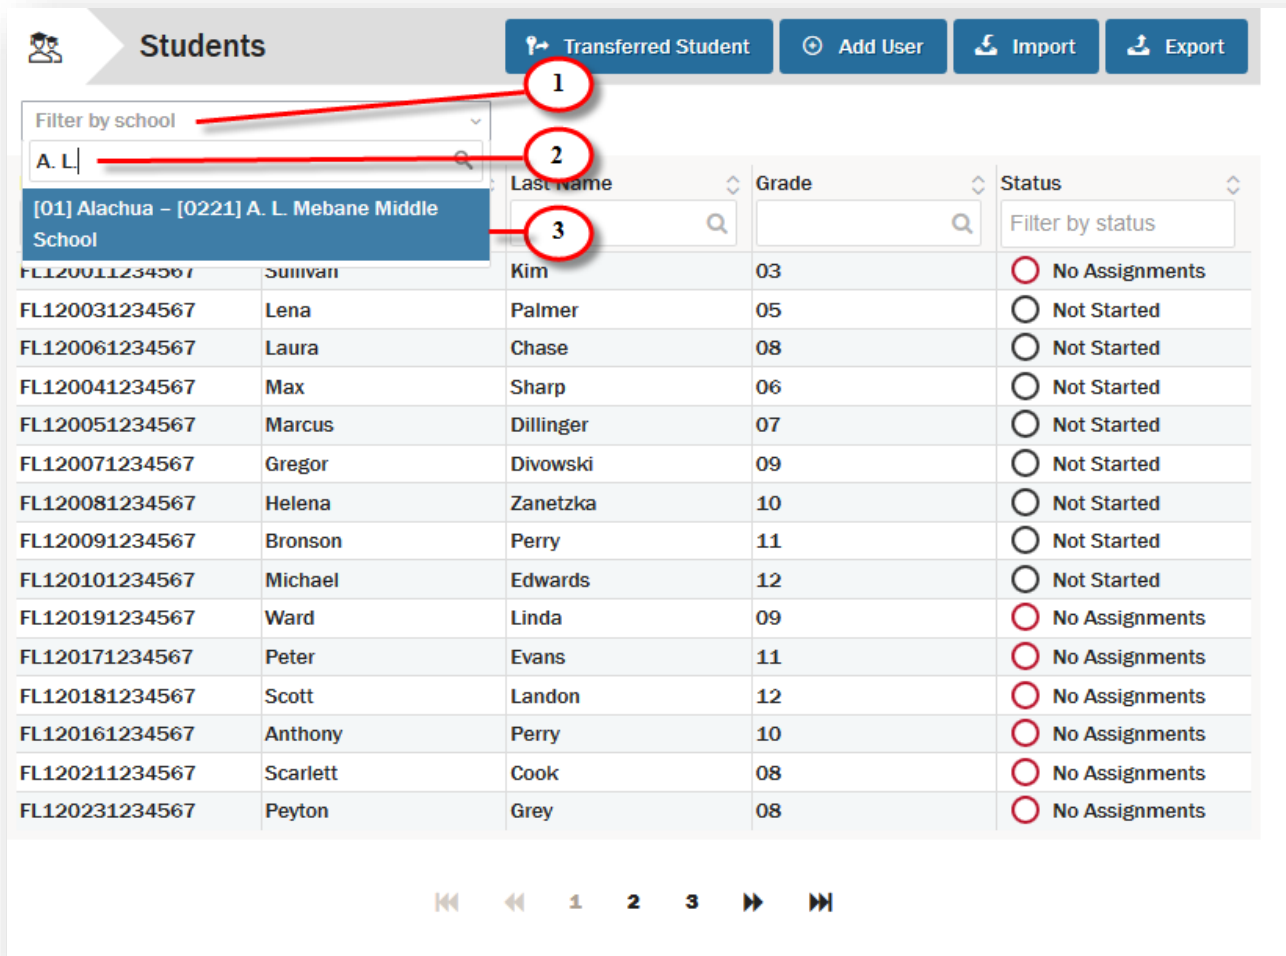 Students
Transferred Student
Add User
Import
Export
1
Filter by school
2
A. L.
Last Name
Grade
Status
[01] Alachua – [0221] A. L. Mebane Middle
School
3
Filter by status
FL120011234567 Sullivan Kim 03 No Assignments
FL120031234567 Lena Palmer 05 Not Started
FL120061234567 Laura Chase 08 Not Started
FL120041234567 Max Sharp 06 Not Started
FL120051234567 Marcus Dillinger 07 Not Started
FL120071234567 Gregor Divowski 09 Not Started
FL120081234567 Helena Zanetzka 10 Not Started
FL120091234567 Bronson Perry 11 Not Started
FL120101234567 Michael Edwards 12 Not Started
FL120191234567 Ward Linda 09 No Assignments
FL120171234567 Peter Evans 11 No Assignments
FL120181234567 Scott Landon 12 No Assignments
FL120161234567 Anthony Perry 10 No Assignments
FL120211234567 Scarlett Cook 08 No Assignments
FL120231234567 Peyton Grey 08 No Assignments
1 2 3